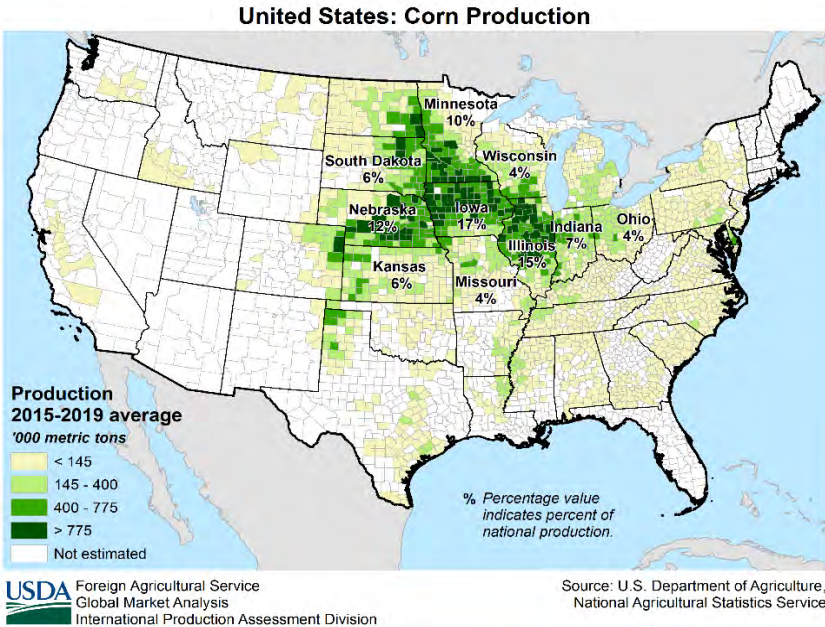 United States: Corn Production
Minnesota
10%
South Dakota
6%
Wisconsin
4%
Nebraska
12%
Iowa
17%
Illinois
15%
Indiana
7%
Ohio
4%
Kansas
6%
Missouri
4%
Production
2015-2019 average
'000 metric tons
< 145
145 - 400
400 - 775
> 775
Not estimated
% Percentage value
indicates percent of
national production.
USDA
Foreign Agricultural Service
Global Market Analysis
International Production Assessment Division
Source: U.S. Department of Agriculture,
National Agricultural Statistics Service